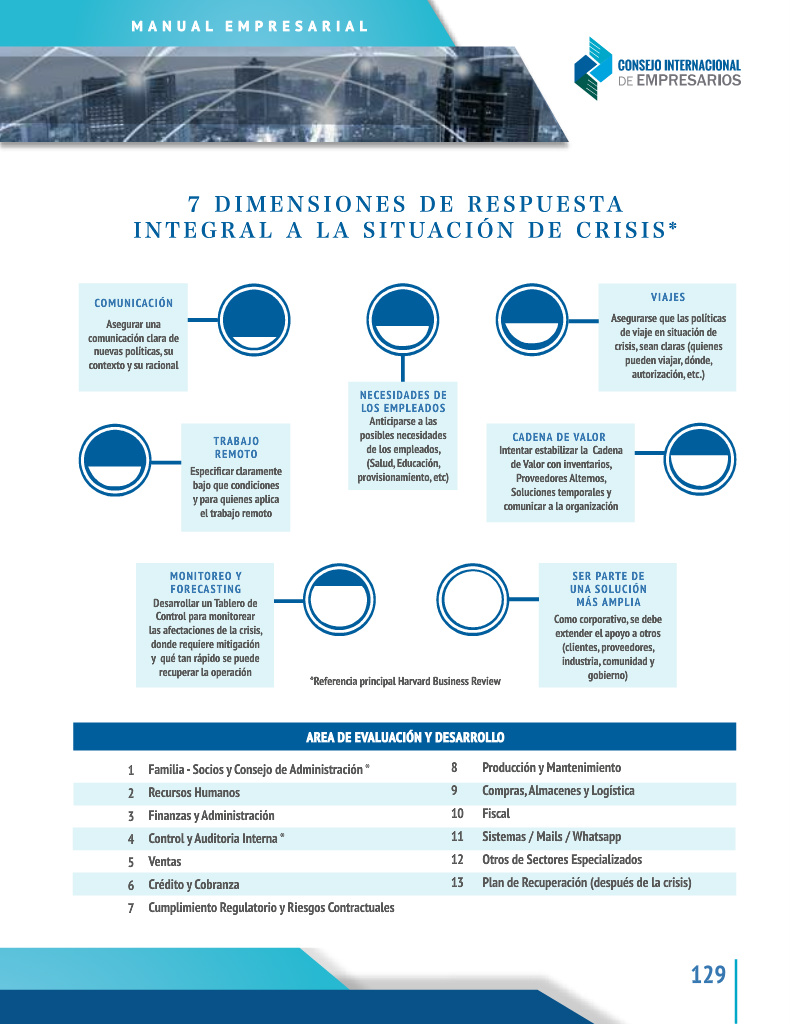 MANUAL EMPRESARIAL
CONSEJO INTERNACIONAL
DE EMPRESARIOS
7 DIMENSIONES DE RESPUESTA
INTEGRAL A LA SITUACIÓN DE CRISIS*
COMUNICACIÓN
Asegurar una
comunicación clara de
nuevas políticas, su
contexto y su racional
NECESIDADES DE
LOS EMPLEADOS
Anticiparse a las
posibles necesidades
de los empleados,
(Salud, Educación,
provisionamiento, etc)
VIAJES
Asegurarse que las políticas
de viaje en situación de
crisis, sean claras (quienes
pueden viajar, dónde,
autorización, etc.)
TRABAJO
REMOTO
Especificar claramente
bajo que condiciones
y para quienes aplica
el trabajo remoto
CADENA DE VALOR
Intentar estabilizar la Cadena
de Valor con inventarios,
Proveedores Alternos,
Soluciones temporales y
comunicar a la organización
MONITOREO Y
FORECASTING
Desarrollar un Tablero de
Control para monitorear
las afectaciones de la crisis,
donde requiere mitigación
y qué tan rápido se puede
recuperar la operación
SER PARTE DE
UNA SOLUCIÓN
MÁS AMPLIA
Como corporativo, se debe
extender el apoyo a otros
(clientes, proveedores,
industria, comunidad y
gobierno)
*Referencia principal Harvard Business Review
AREA DE EVALUACIÓN Y DESARROLLO
1 Familia - Socios y Consejo de Administración *
2 Recursos Humanos
3 Finanzas y Administración
4 Control y Auditoria Interna *
5 Ventas
6 Crédito y Cobranza
7 Cumplimiento Regulatorio y Riesgos Contractuales
8 Producción y Mantenimiento
9 Compras, Almacenes y Logística
10 Fiscal
11 Sistemas / Mails / Whatsapp
12 Otros de Sectores Especializados
13 Plan de Recuperación (después de la crisis)
129